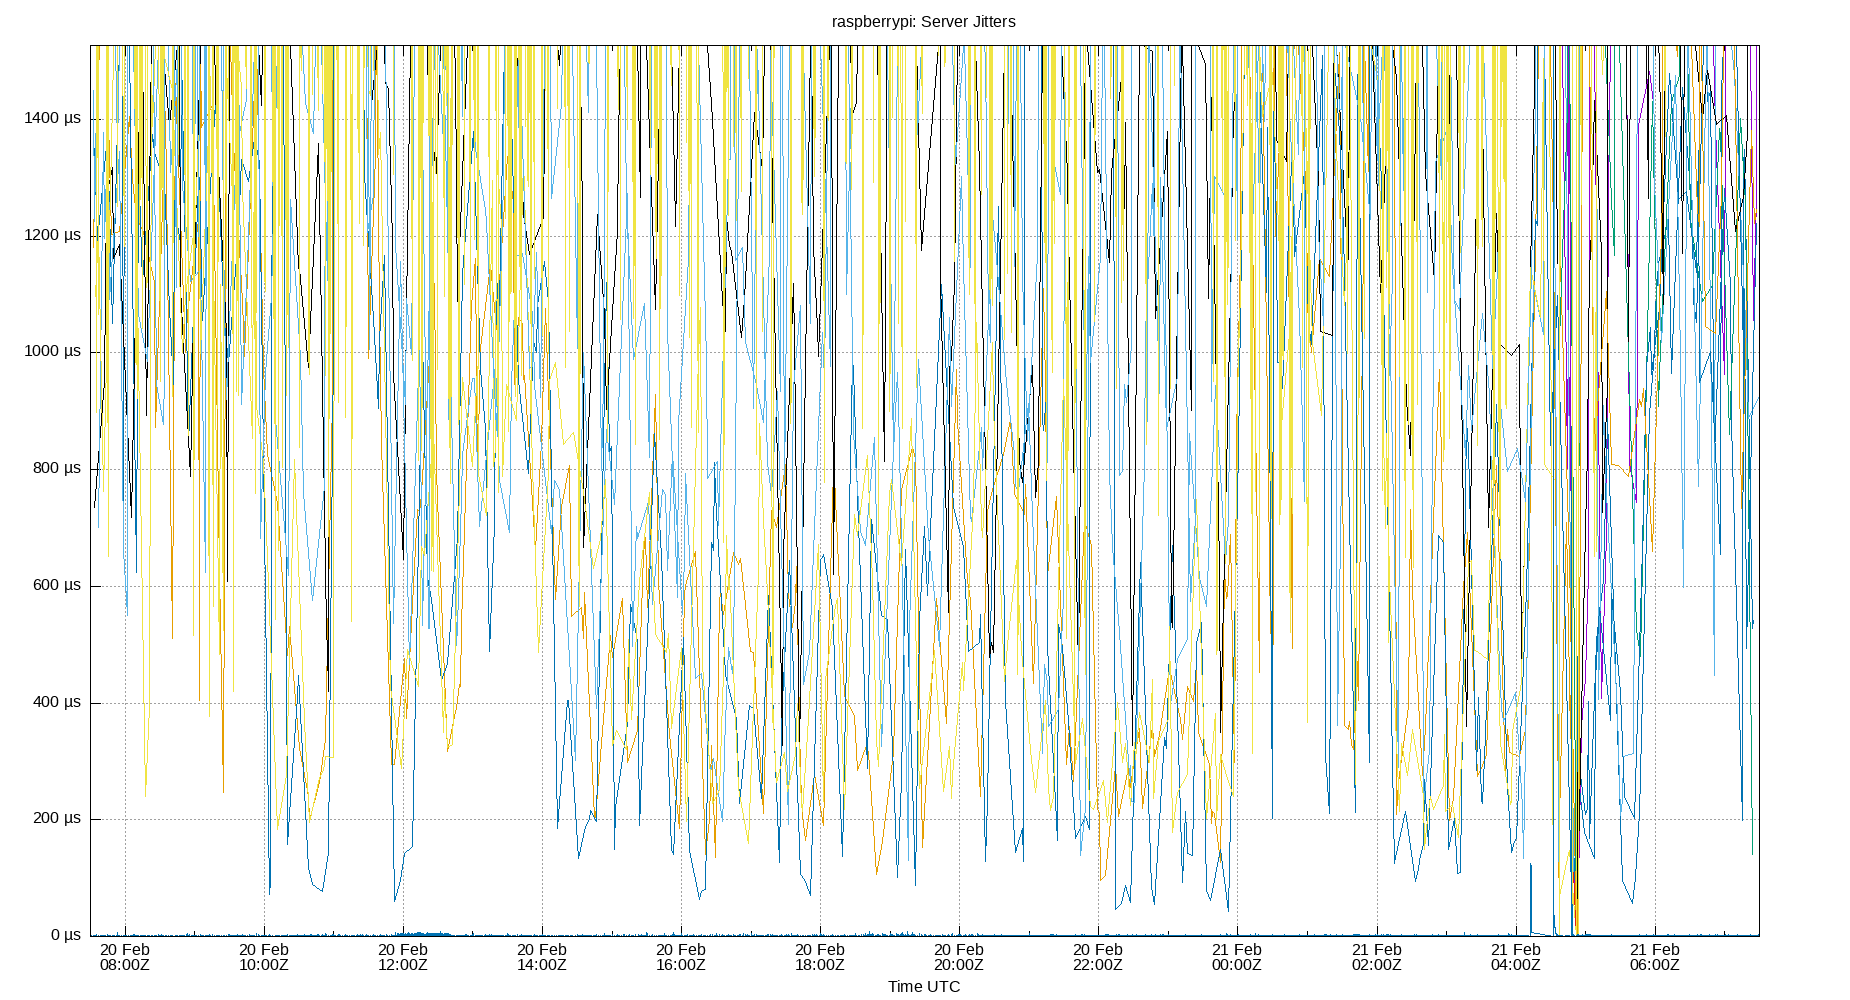 raspberrypi: Server Jitters
1400 µs
1200 µs
1000 µs
800 µs
600 µs
400 µs
200 µs
0 µs
20 Feb 20 Feb 20 Feb 20 Feb 20 Feb 20 Feb 20 Feb 20 Feb 21 Feb 21 Feb 21 Feb 21 Feb
08:00Z 10:00Z 12:00Z 14:00Z 16:00Z 18:00Z 20:00Z 22:00Z 00:00Z 02:00Z 04:00Z 06:00Z
Time UTC